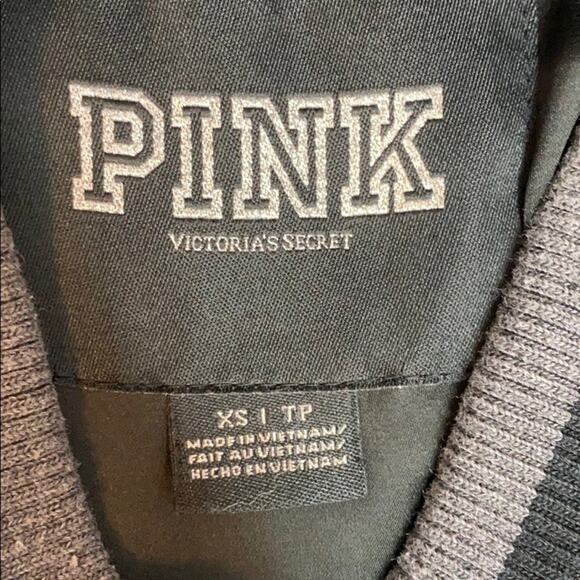 PINK
VICTORIA'S SECRET
XS | TP
MADE IN VIETNAM/
FAIT AU VIETNAM/
HECHO EN VIETNAM